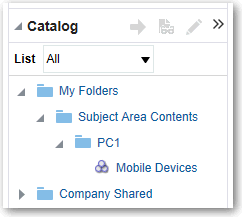 Catalog
List All
My Folders
Subject Area Contents
PC1
Mobile Devices
Company Shared